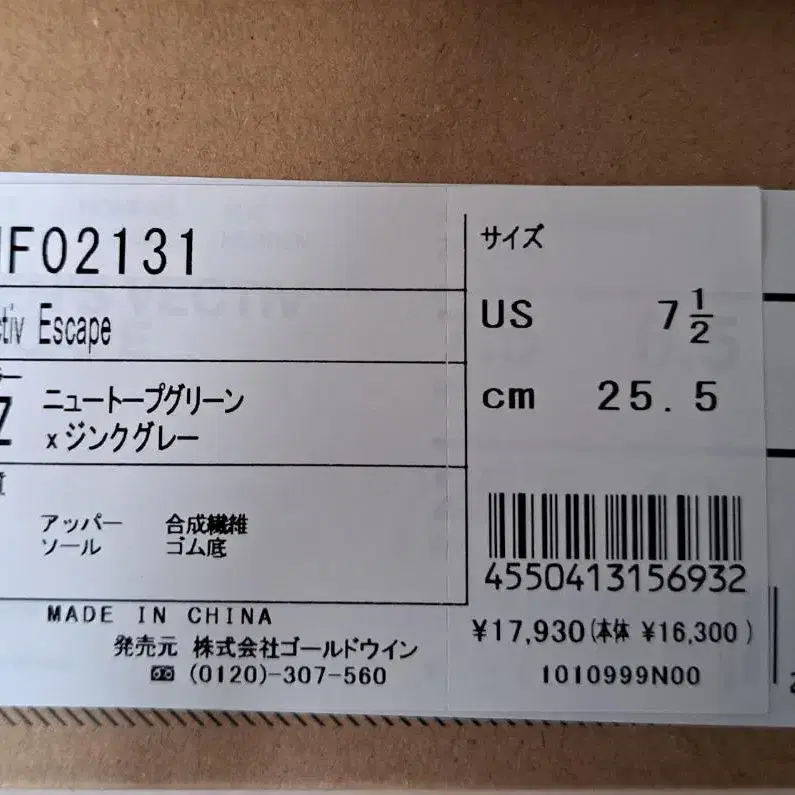 NF02131
ctiv Escape
Z ニュートープグリーン
xジンクグレー
アッパー 合成繊維
ソール ゴム底
MADE IN CHINA
発売元 株式会社ゴールドウイン
(0120)-307-560
サイズ
US 7 1/2
cm 25.5
4550413156932
¥17,930(本体 ¥16,300)
1010999N00